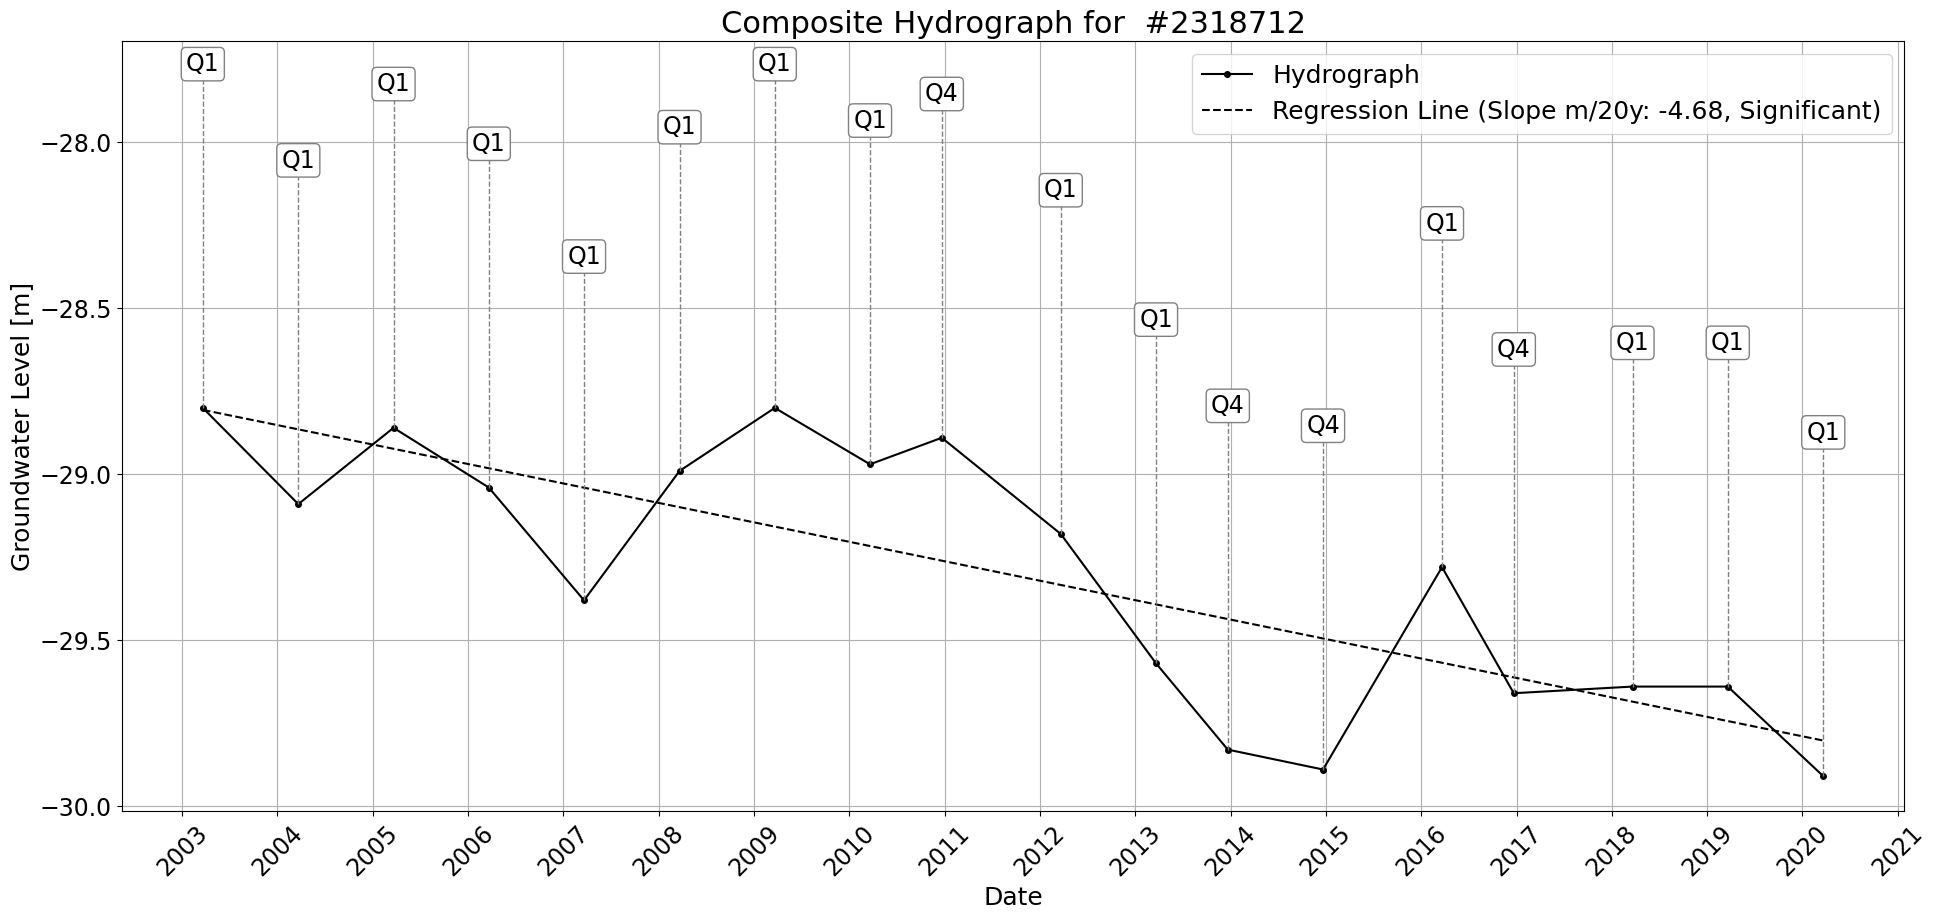 Composite Hydrograph for  #2318712
Hydrograph
Regression Line (Slope m/20y: -4.68, Significant)
Q1
Q1
Q1
Q1
Q1
Q1
Q1
Q1
Q4
Q1
Q1
Q4
Q4
Q1
Q4
Q1
Q1
Q1
Groundwater Level [m]
−28.0
−28.5
−29.0
−29.5
−30.0
2003
2004
2005
2006
2007
2008
2009
2010
2011
2012
2013
2014
2015
2016
2017
2018
2019
2020
2021
Date